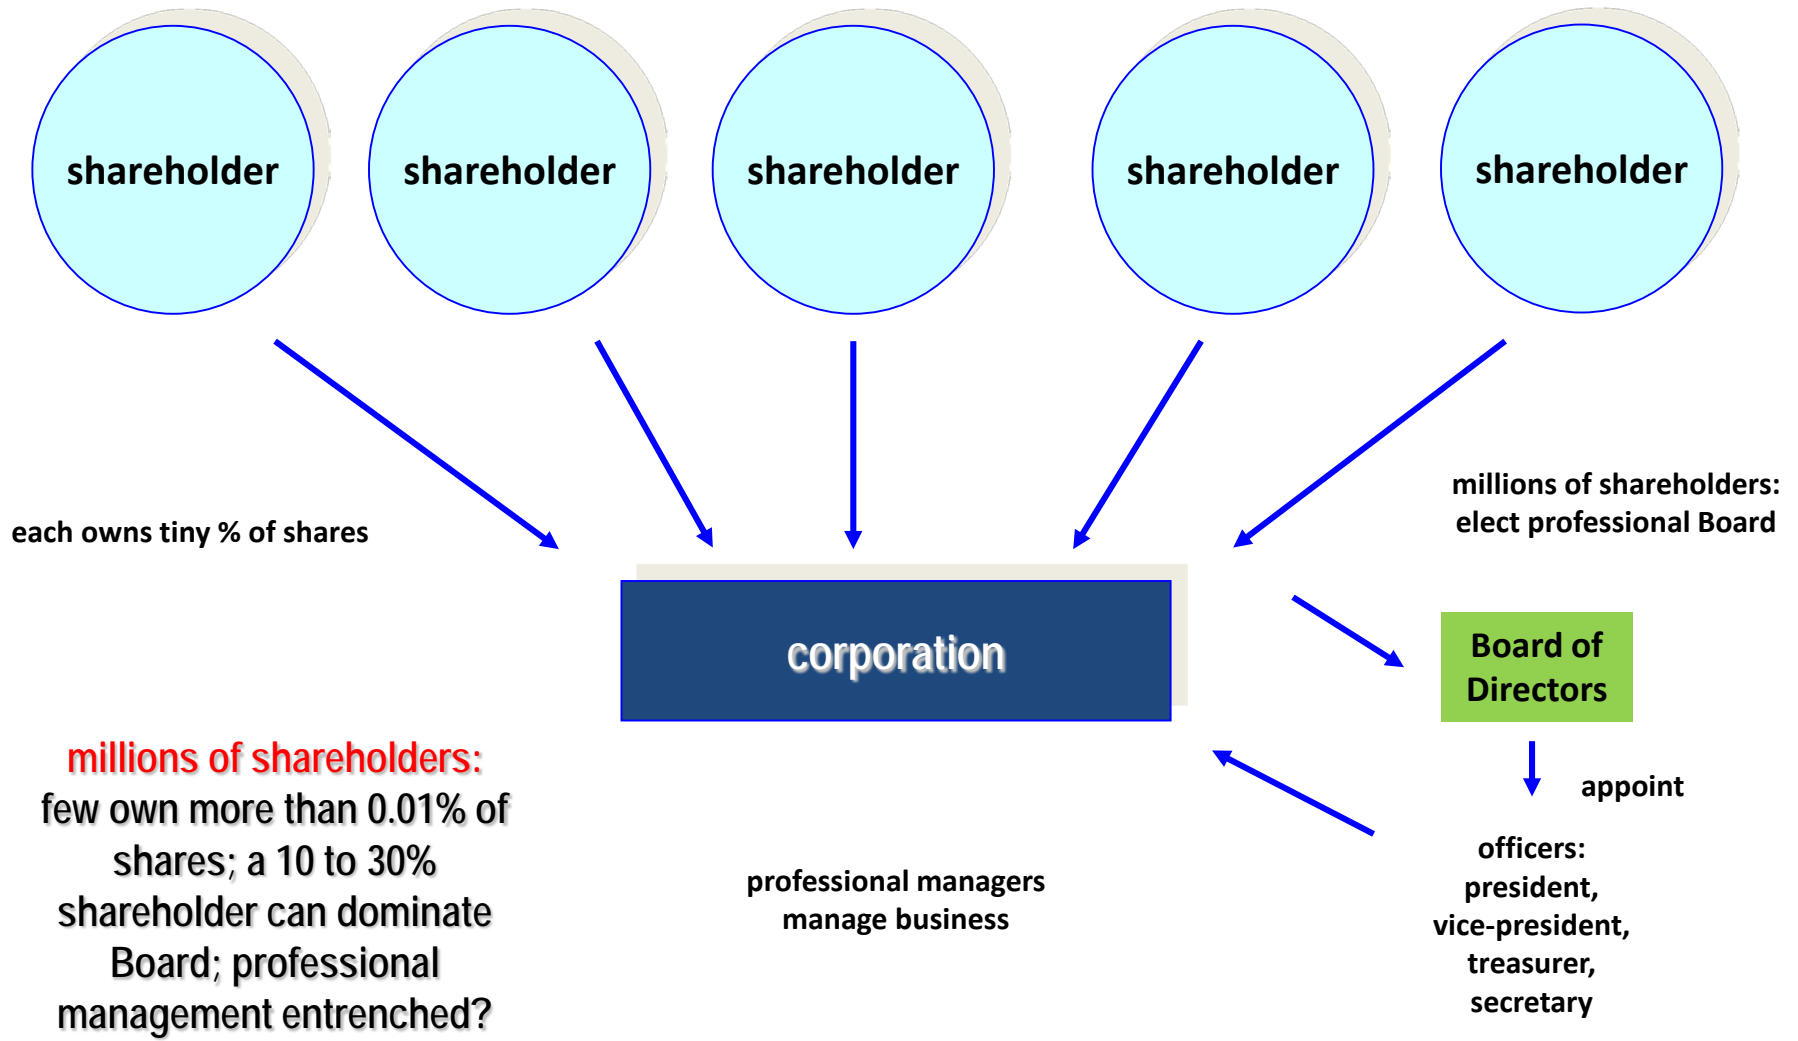 shareholder
shareholder
shareholder
shareholder
shareholder
each owns tiny % of shares
millions of shareholders:
elect professional Board
corporation
Board of
Directors
appoint
officers:
president,
vice-president,
treasurer,
secretary
professional managers
manage business
millions of shareholders:
few own more than 0.01% of
shares; a 10 to 30%
shareholder can dominate
Board; professional
management entrenched?